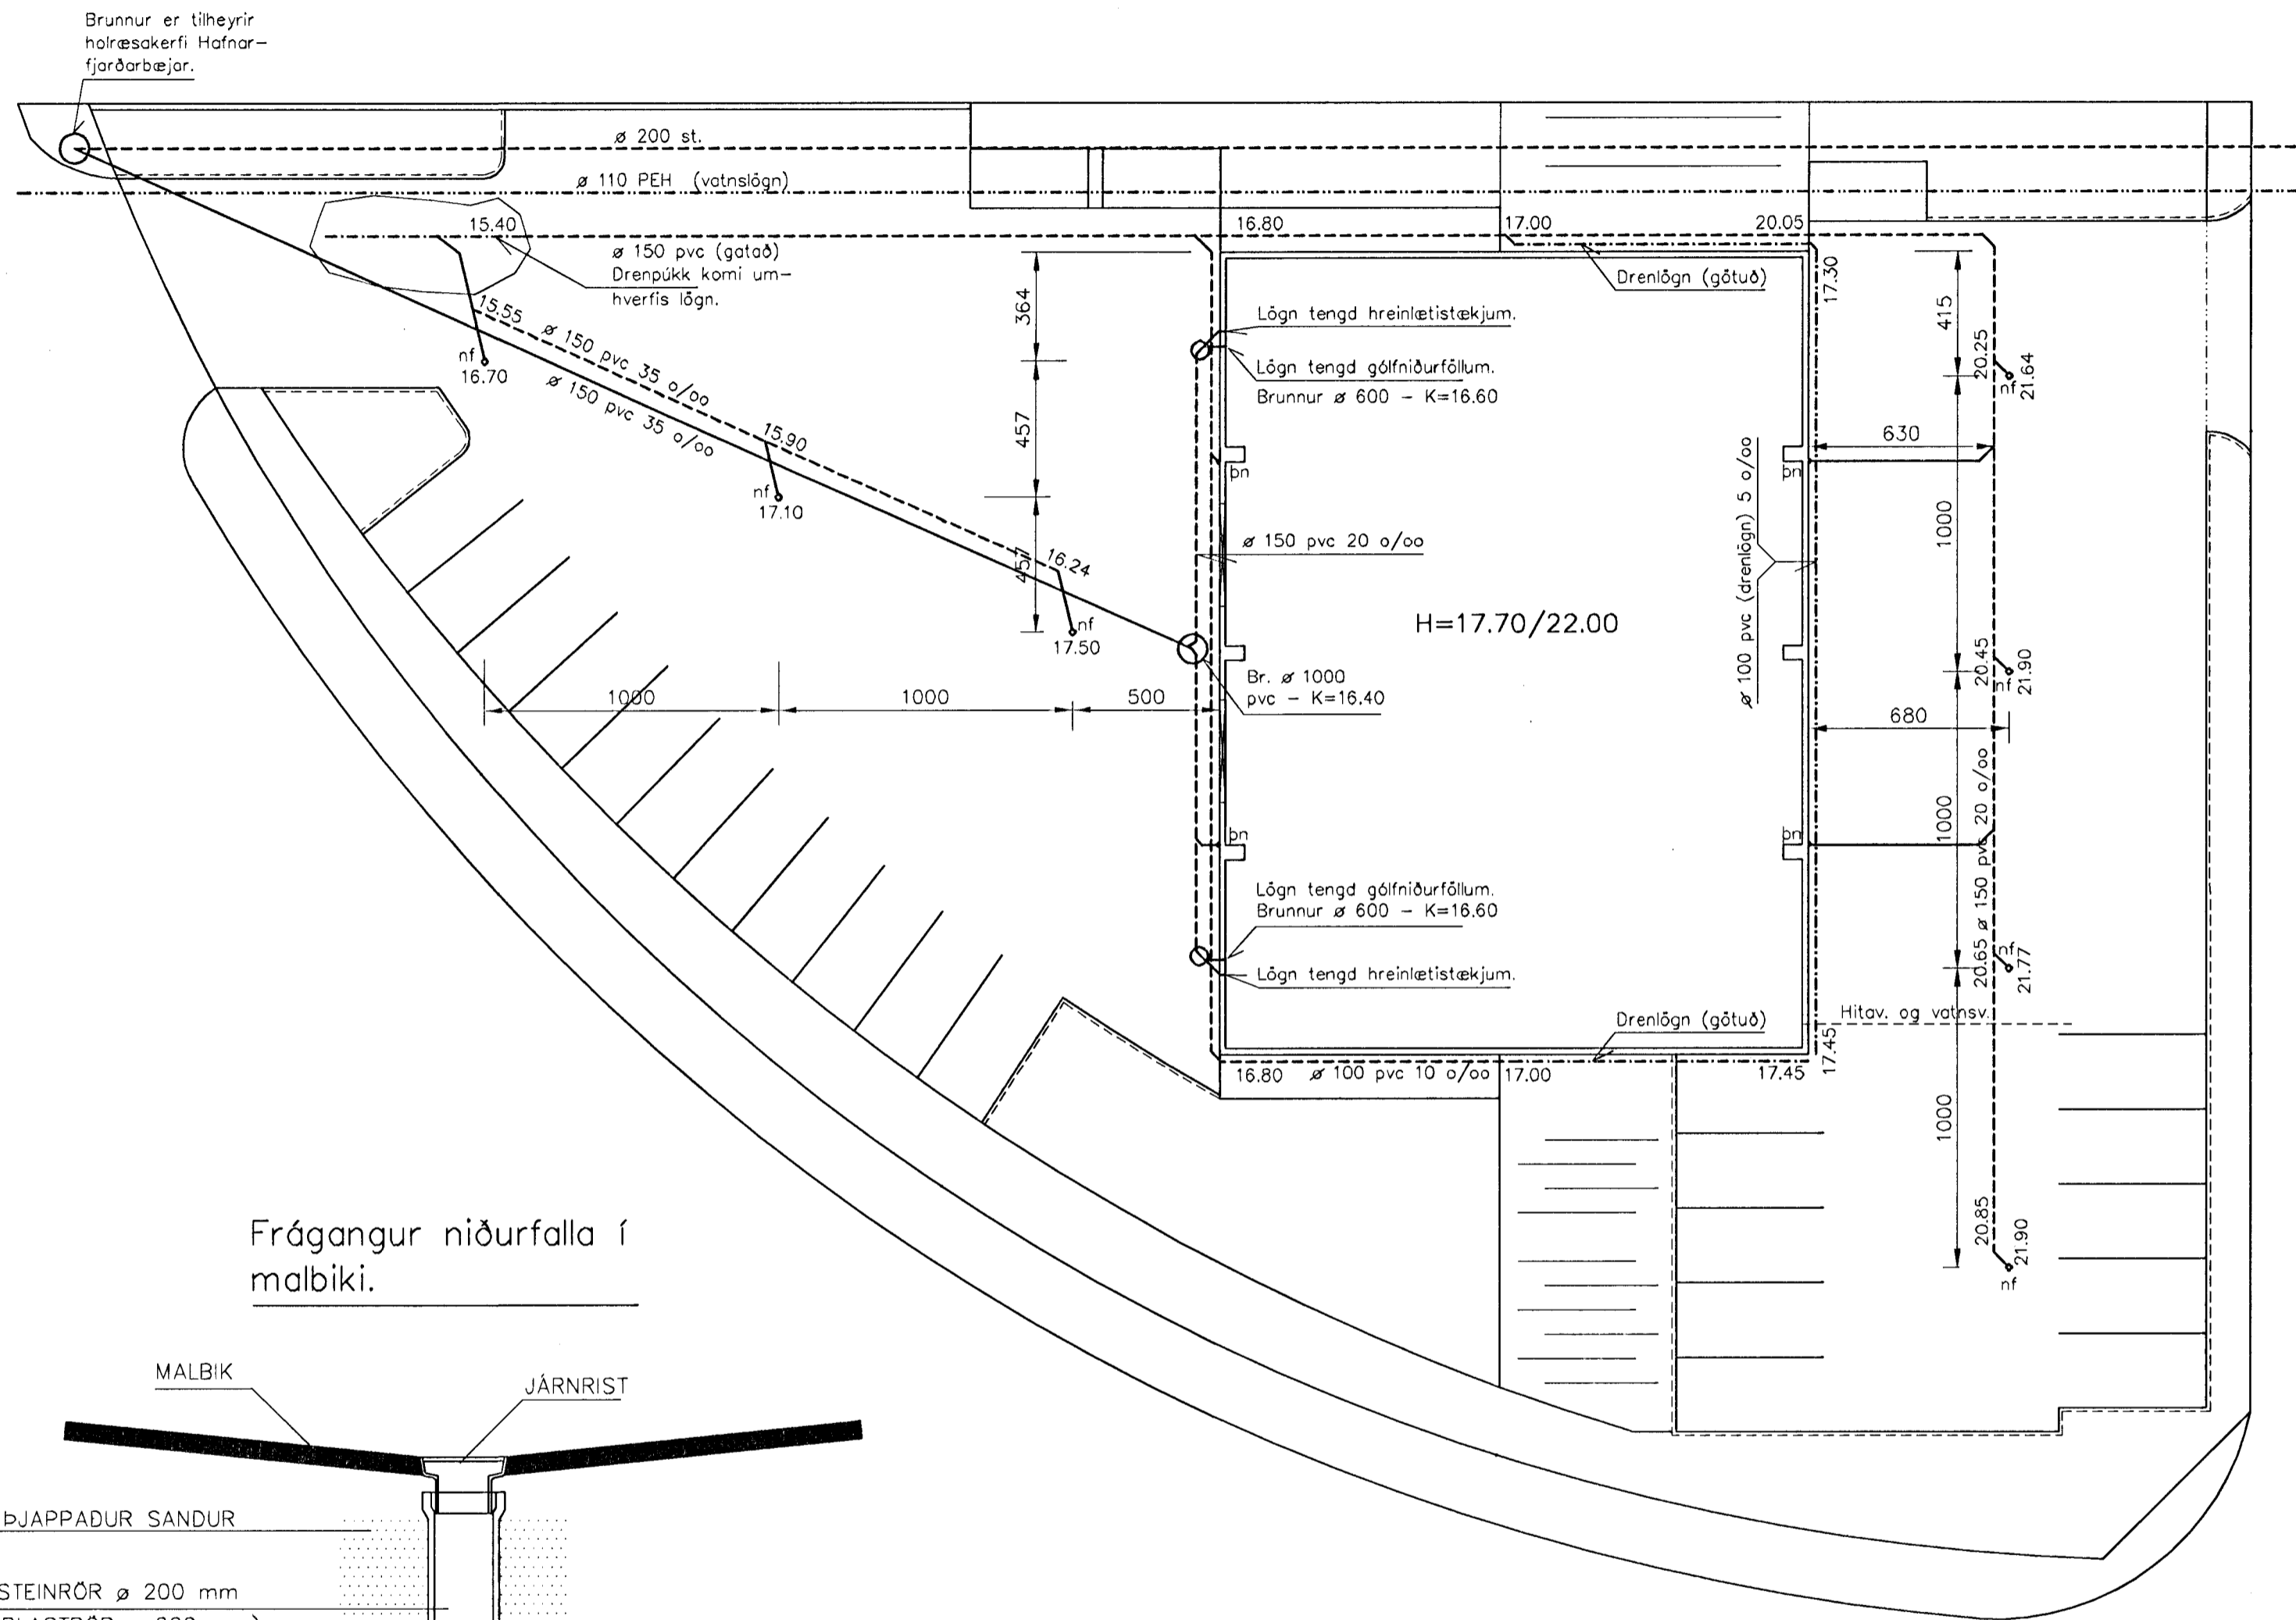 Brunnur er tilheyrir
holræsakerfi Hafnar–
fjarðarbæjar.
ø 200 st.
ø 110 PEH (vatnslögn)
15.40
ø 150 pvc (gatað)
Drenpúkk komi um–
hverfis lögn.
16.80
17.00
20.05
Drenlögn (götuð)
17.30
364
415
20.25
nf
21.64
15.55
ø 150 pvc 35 o/oo
ø 150 pvc 35 o/oo
nf
16.70
Lögn tengd hreinlætistækjum.
Lögn tengd gólfniðurföllum.
Brunnur ø 600 – K=16.60
457
15.90
nf
17.10
þn
þn
630
ø 100 pvc (drenlögn) 5 o/oo
1000
457
16.24
nf
17.50
ø 150 pvc 20 o/oo
H=17.70/22.00
20.45
nf
21.90
Br. ø 1000
pvc – K=16.40
1000
1000
500
680
1000
ø 150 pvc 20 o/oo
þn
þn
Lögn tengd gólfniðurföllum.
Brunnur ø 600 – K=16.60
Lögn tengd hreinlætistækjum.
20.65
nf
21.77
Drenlögn (götuð)
Hitav. og vatnsv.
17.45
16.80
ø 100 pvc 10 o/oo
17.00
17.45
1000
20.85
21.90
nf
Frágangur niðurfalla í
malbiki.
MALBIK
JÁRNRIST
ÞJAPPAÐUR SANDUR
STEINRÖR ø 200 mm